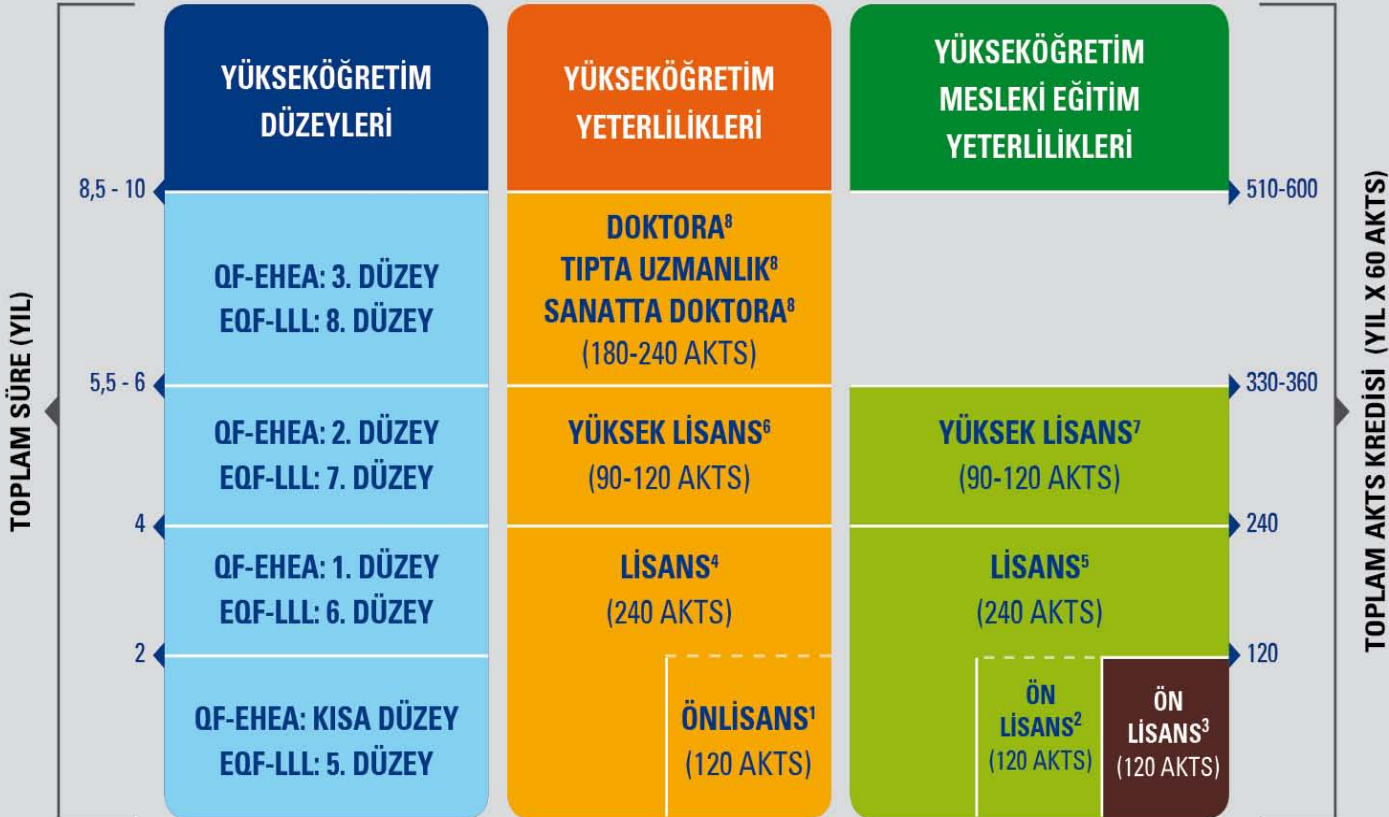 TOPLAM SÜRE (YIL)
8,5 - 10
5,5 - 6
4
2
YÜKSEKÖĞRETİM
DÜZEYLERİ
QF-EHEA: 3. DÜZEY
EQF-LLL: 8. DÜZEY
QF-EHEA: 2. DÜZEY
EQF-LLL: 7. DÜZEY
QF-EHEA: 1. DÜZEY
EQF-LLL: 6. DÜZEY
QF-EHEA: KISA DÜZEY
EQF-LLL: 5. DÜZEY
YÜKSEKÖĞRETİM
YETERLİLİKLERİ
DOKTORA⁸
TIPTA UZMANLIK⁸
SANATTA DOKTORA⁸
(180-240 AKTS)
YÜKSEK LİSANS⁶
(90-120 AKTS)
LİSANS⁴
(240 AKTS)
ÖNLİSANS¹
(120 AKTS)
YÜKSEKÖĞRETİM
MESLEKİ EĞİTİM
YETERLİLİKLERİ
YÜKSEK LİSANS⁷
(90-120 AKTS)
LİSANS⁵
(240 AKTS)
ÖN
LİSANS²
(120 AKTS)
ÖN
LİSANS³
(120 AKTS)
510-600
330-360
240
120
TOPLAM AKTS KREDİSİ (YIL X 60 AKTS)